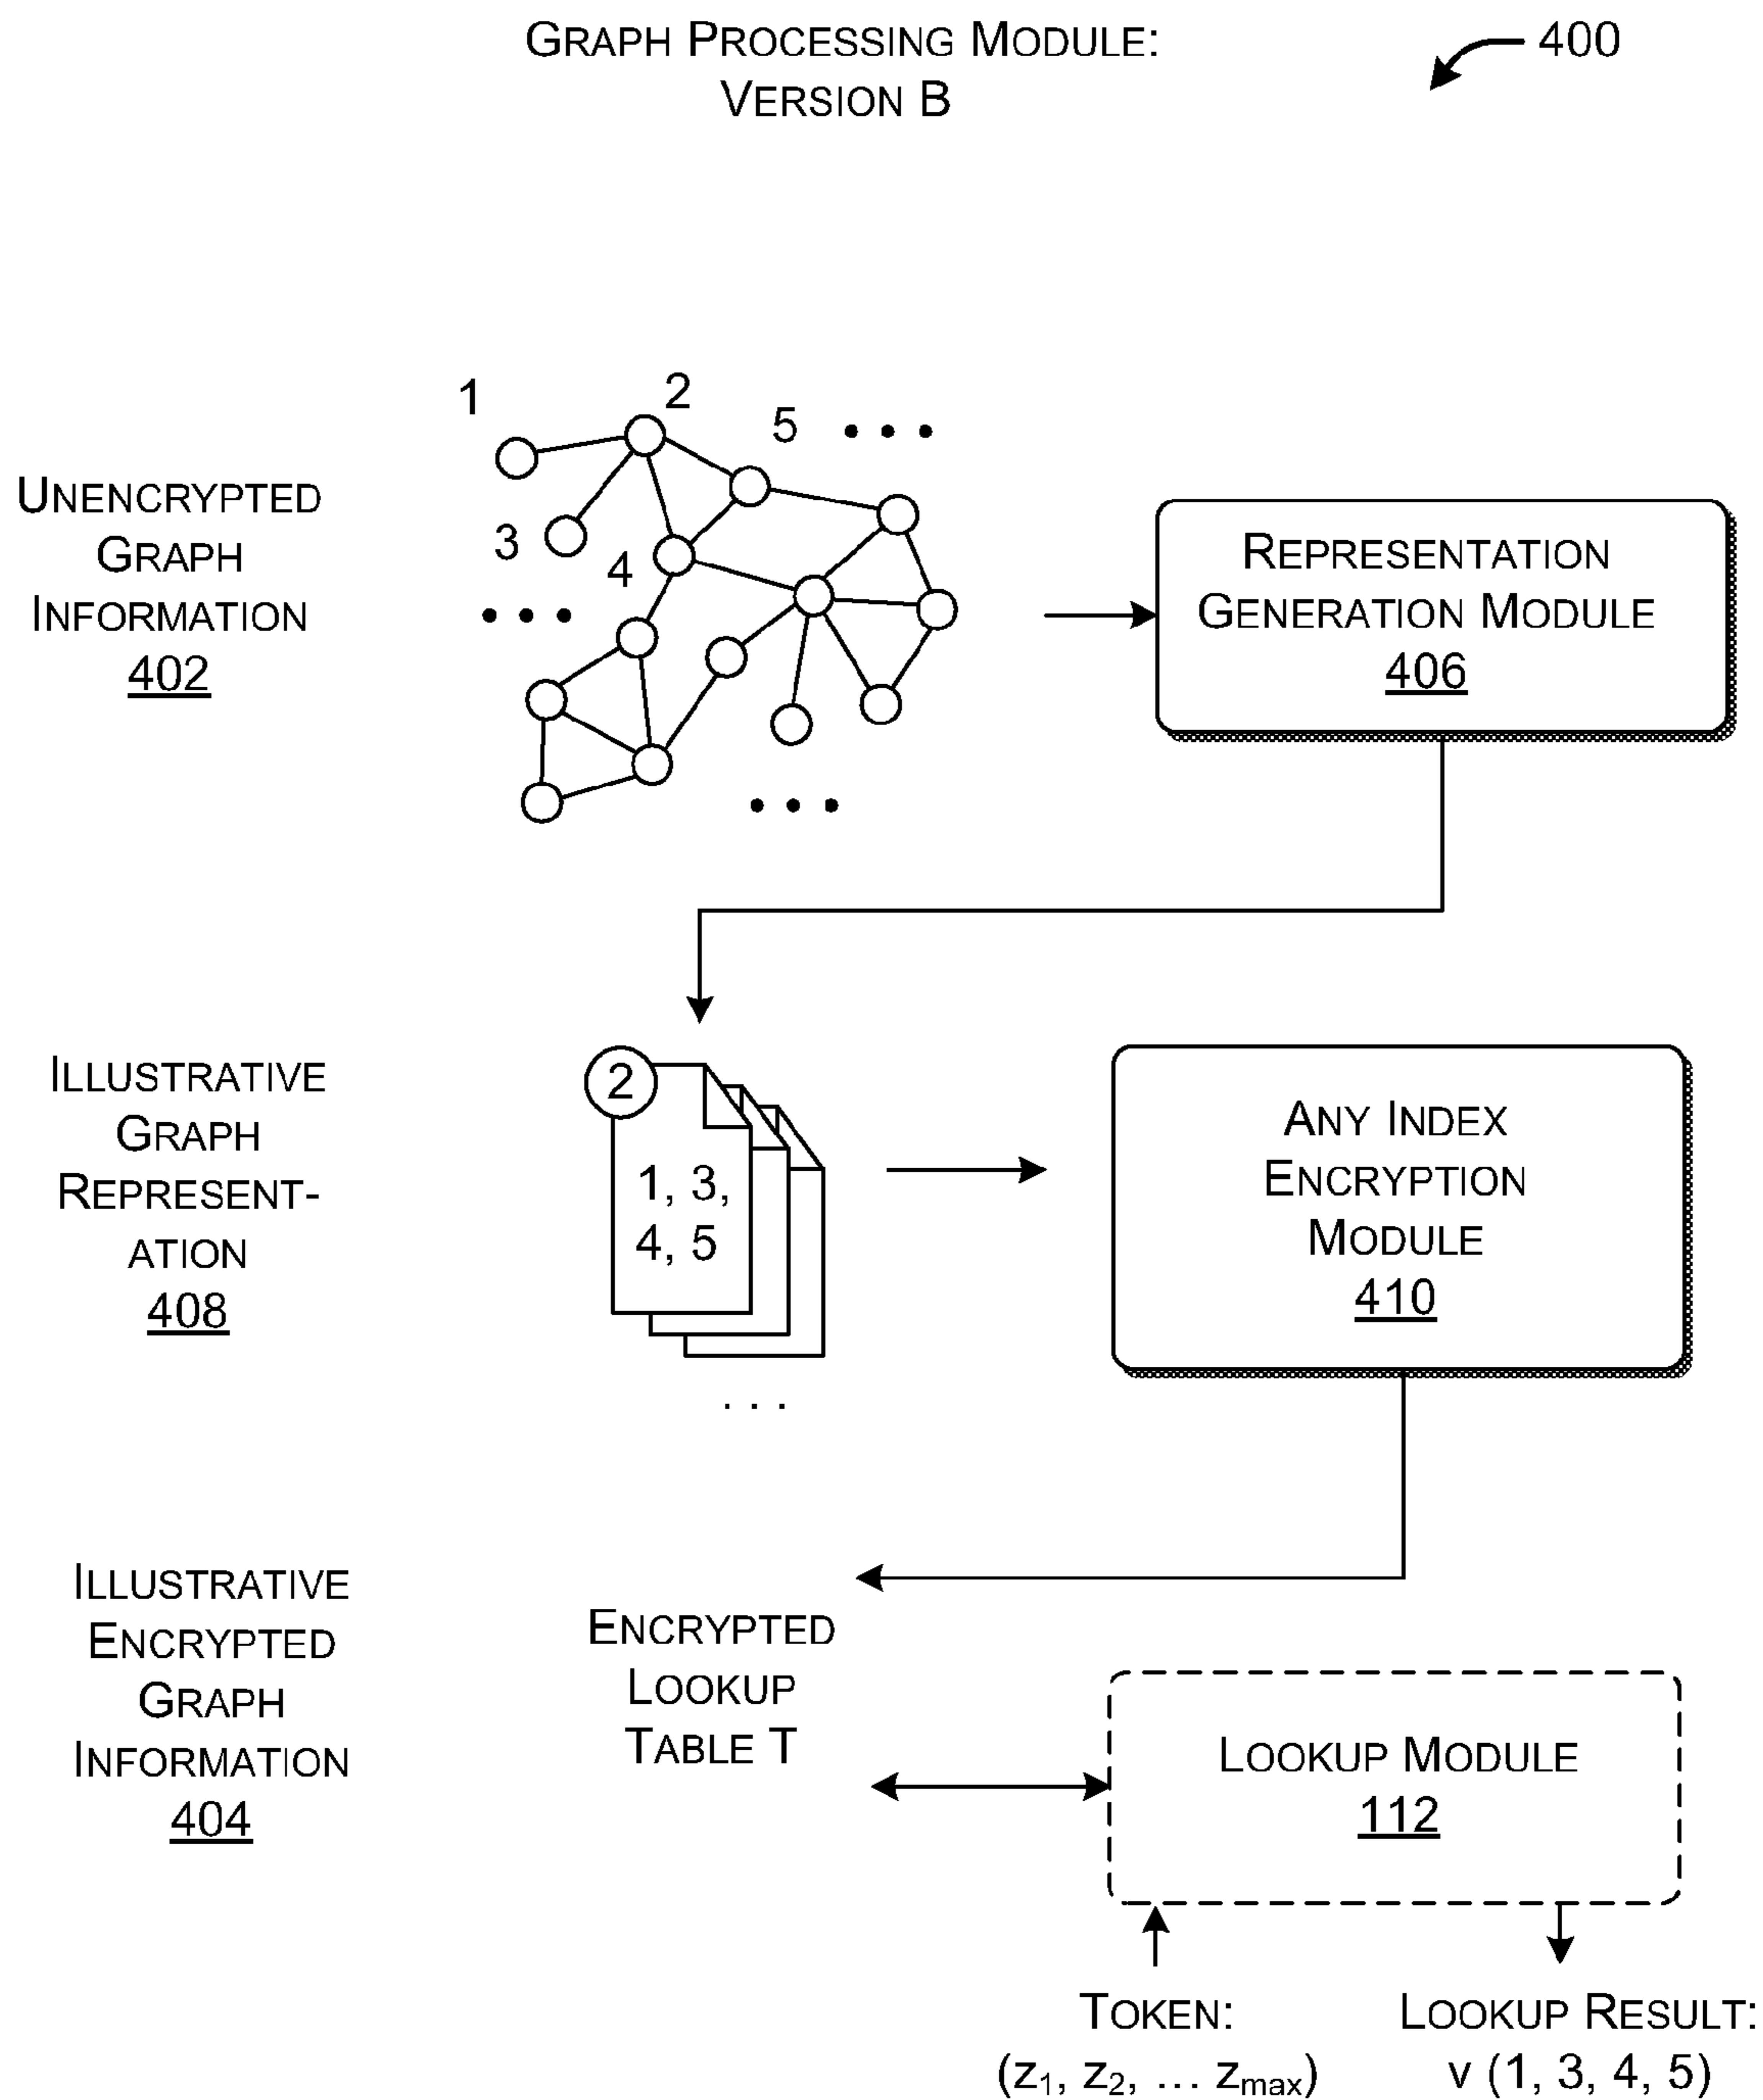 GRAPH PROCESSING MODULE:
VERSION B
400
1
2
5
3
4
UNENCRYPTED
GRAPH
INFORMATION
402
REPRESENTATION
GENERATION MODULE
406
ILLUSTRATIVE
GRAPH
REPRESENT-
ATION
408
2
1, 3,
4, 5
. . .
ANY INDEX
ENCRYPTION
MODULE
410
ILLUSTRATIVE
ENCRYPTED
GRAPH
INFORMATION
404
ENCRYPTED
LOOKUP
TABLE T
LOOKUP MODULE
112
TOKEN:
(z₁, z₂, … zₘₐₓ)
LOOKUP RESULT:
v (1, 3, 4, 5)